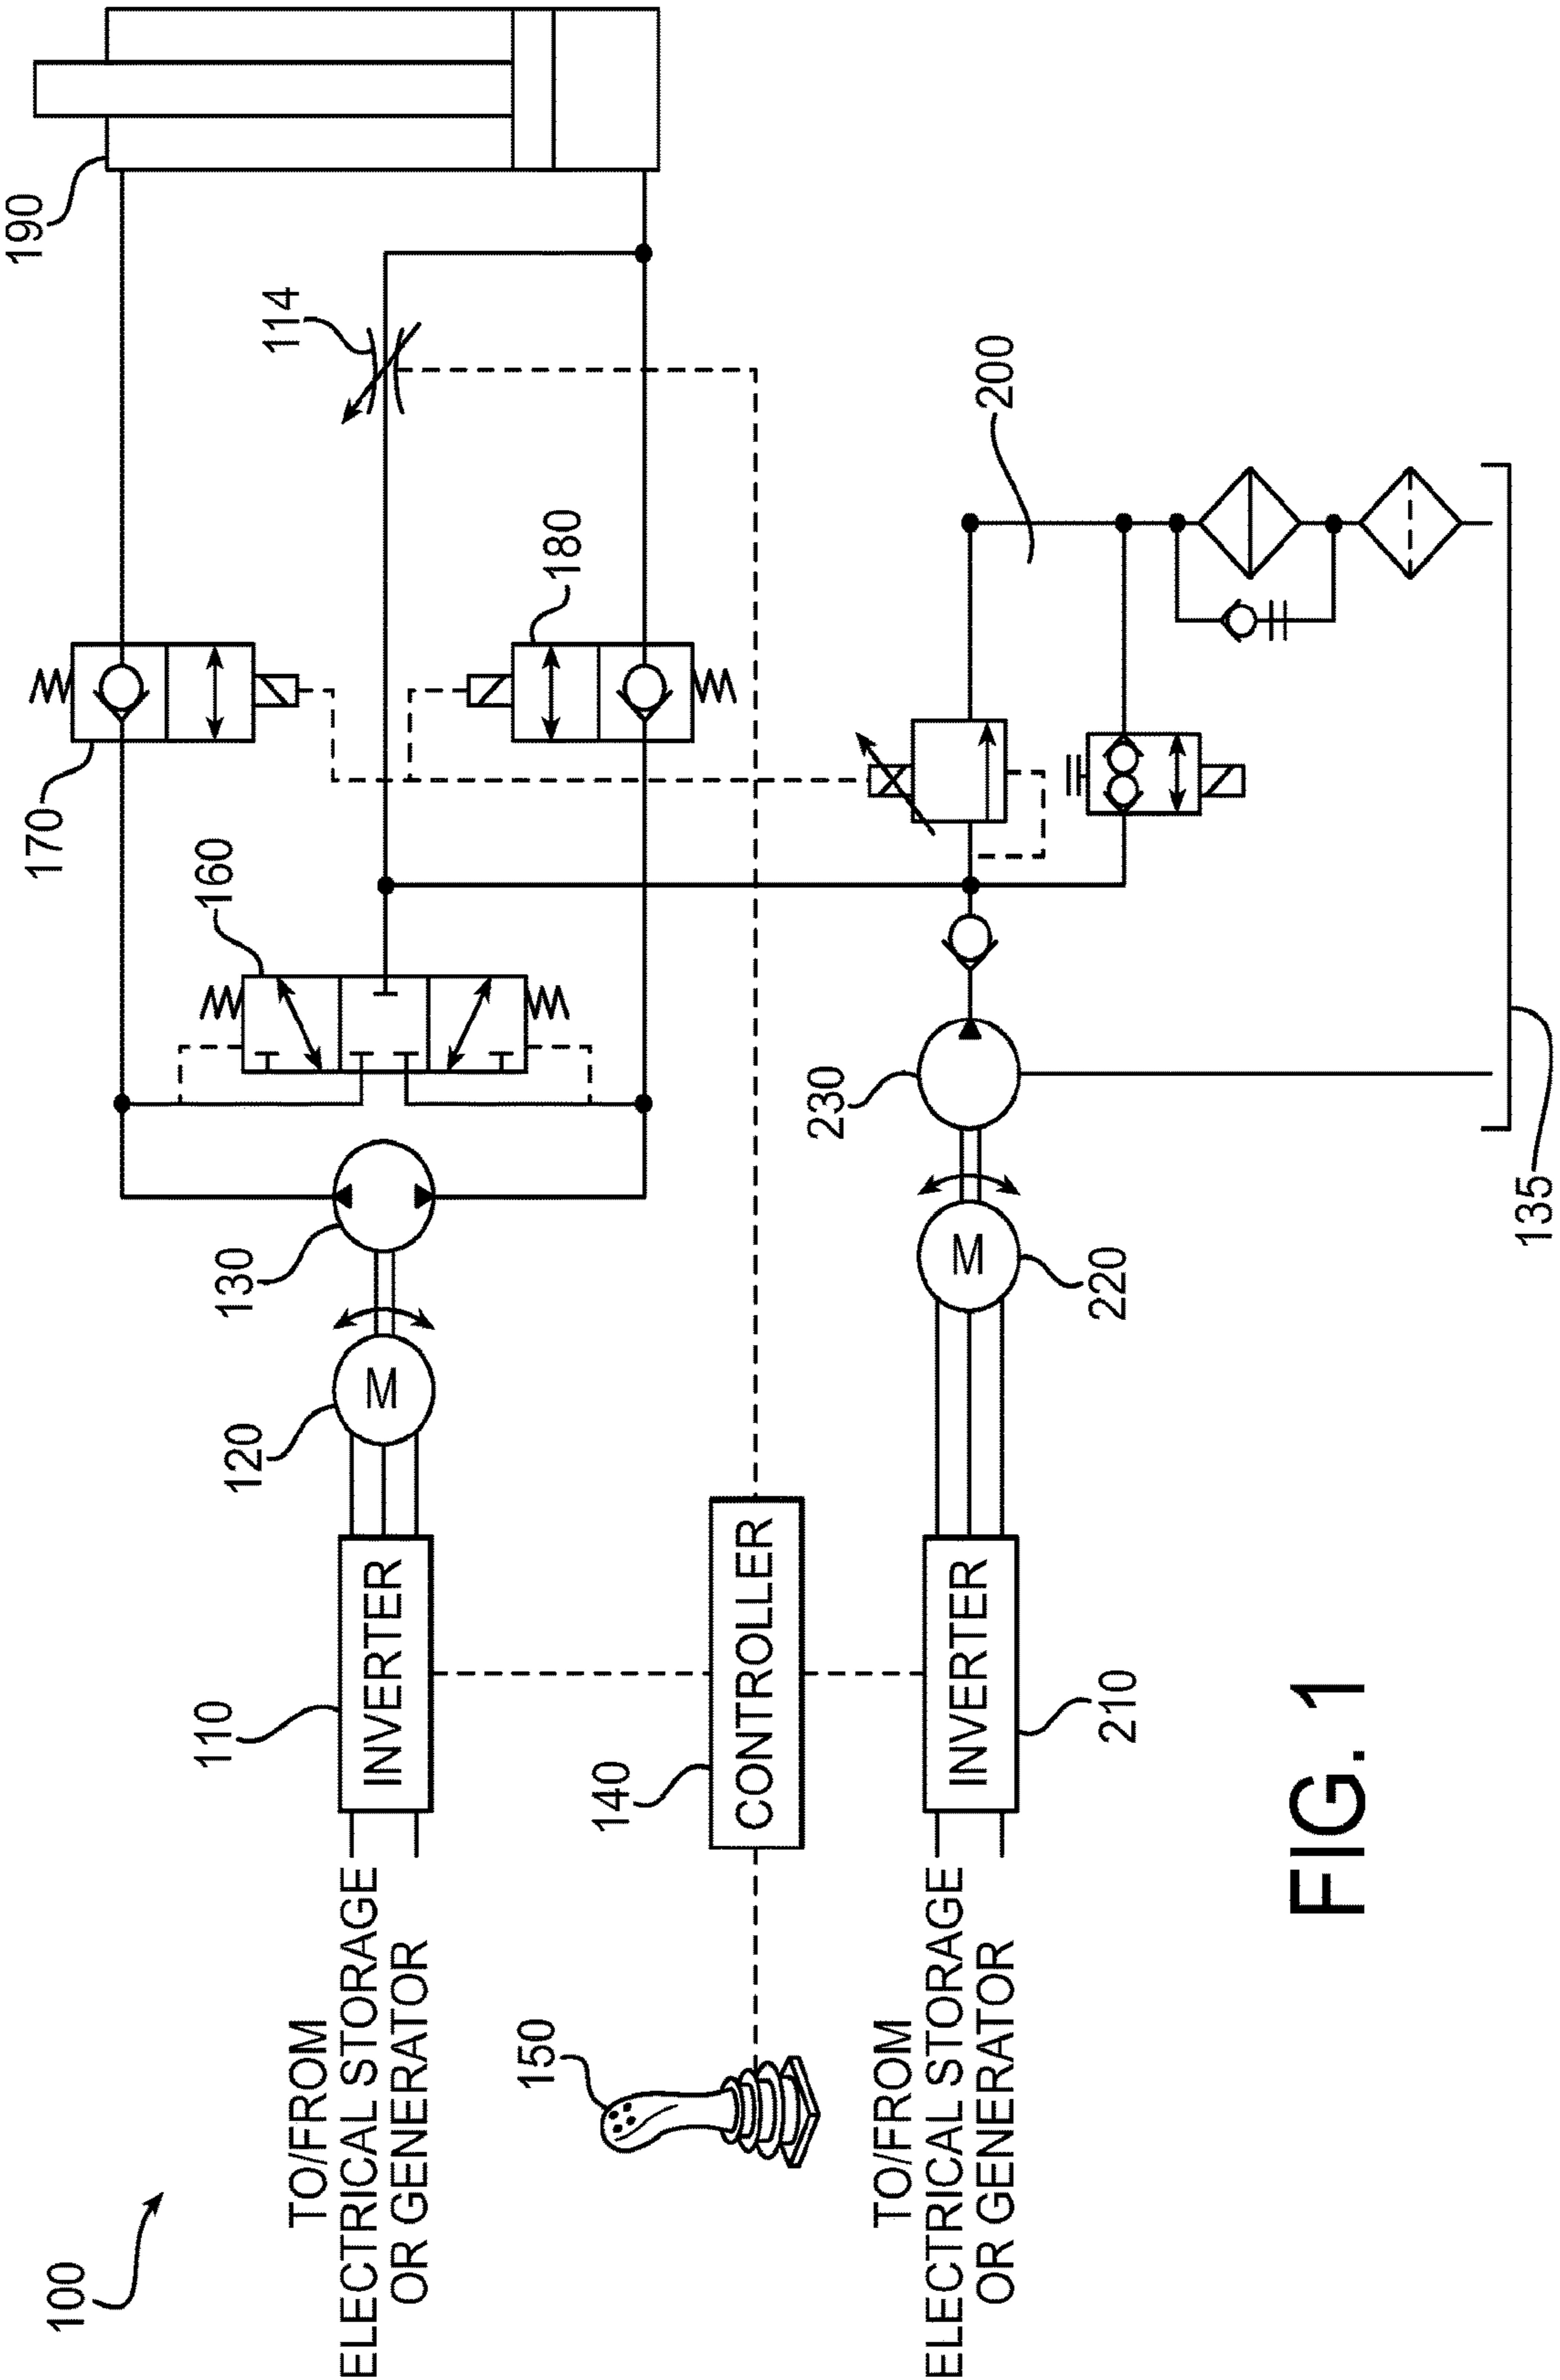 100
TO/FROM
ELECTRICAL STORAGE
OR GENERATOR
110
INVERTER
120
M
130
160
170
180
114
190
150
140
CONTROLLER
TO/FROM
ELECTRICAL STORAGE
OR GENERATOR
210
INVERTER
220
M
230
200
135
FIG. 1